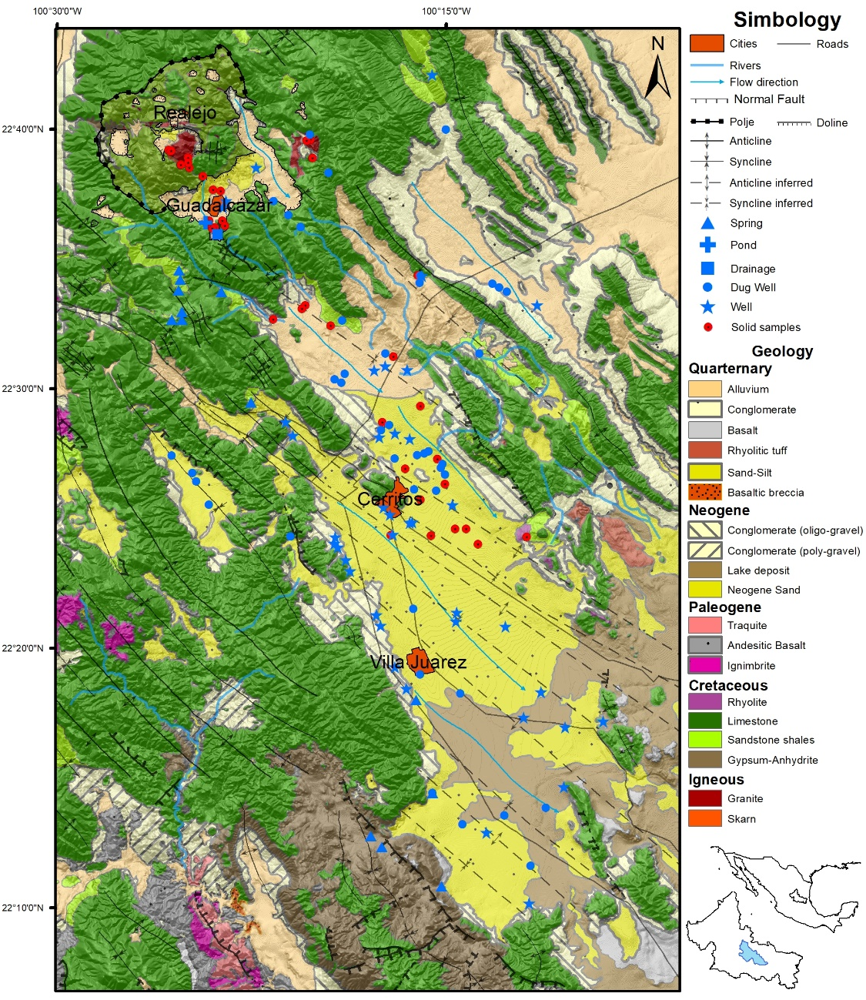 100°30'0"W
100°15'0"W
22°40'0"N
22°30'0"N
22°20'0"N
22°10'0"N
N
Realejo
Guadalcazar
Cerritos
Villa Juarez
Simbology
Cities
Roads
Rivers
Flow direction
Normal Fault
Polje
Doline
Anticline
Syncline
Anticline inferred
Syncline inferred
Spring
Pond
Drainage
Dug Well
Well
Solid samples
Geology
Quarternary
Alluvium
Conglomerate
Basalt
Rhyolitic tuff
Sand-Silt
Basaltic breccia
Neogene
Conglomerate (oligo-gravel)
Conglomerate (poly-gravel)
Lake deposit
Neogene Sand
Paleogene
Traquite
Andesitic Basalt
Ignimbrite
Cretaceous
Rhyolite
Limestone
Sandstone shales
Gypsum-Anhydrite
Igneous
Granite
Skarn